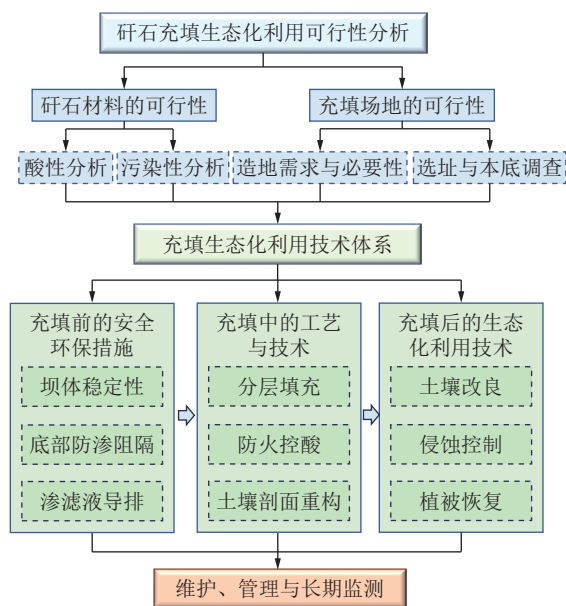 矸石充填生态化利用可行性分析
矸石材料的可行性
充填场地的可行性
酸性分析
污染性分析
造地需求与必要性
选址与本底调查
充填生态化利用技术体系
充填前的安全
环保措施
坝体稳定性
底部防渗阻隔
渗滤液导排
充填中的工艺
与技术
分层填充
防火控酸
土壤剖面重构
充填后的生态
化利用技术
土壤改良
侵蚀控制
植被恢复
维护、管理与长期监测